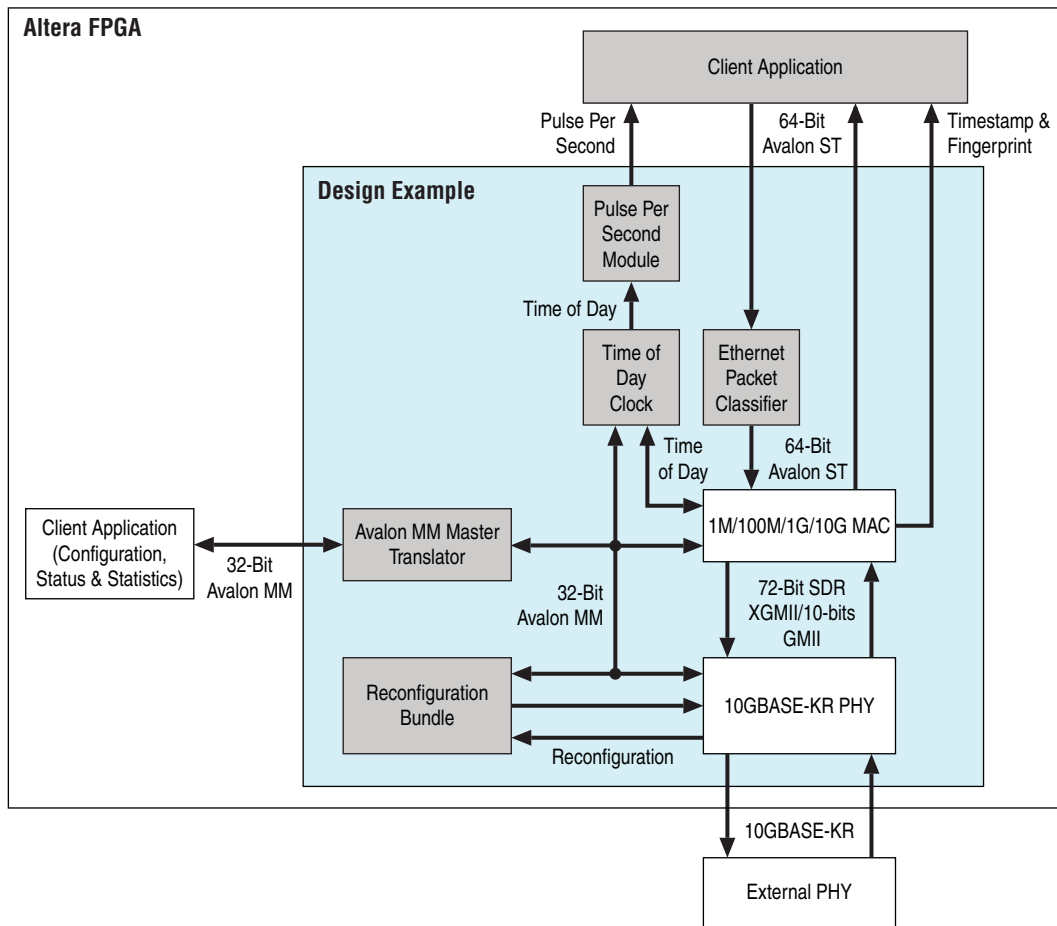 Altera FPGA
Client Application
Pulse Per
Second
64-Bit
Avalon ST
Timestamp &
Fingerprint
Design Example
Pulse Per
Second
Module
Time of Day
Time of
Day
Clock
Ethernet
Packet
Classifier
Time
of Day
64-Bit
Avalon ST
Client Application
(Configuration,
Status & Statistics)
32-Bit
Avalon MM
Avalon MM Master
Translator
1M/100M/1G/10G MAC
32-Bit
Avalon MM
72-Bit SDR
XGMII/10-bits
GMII
Reconfiguration
Bundle
10GBASE-KR PHY
Reconfiguration
10GBASE-KR
External PHY